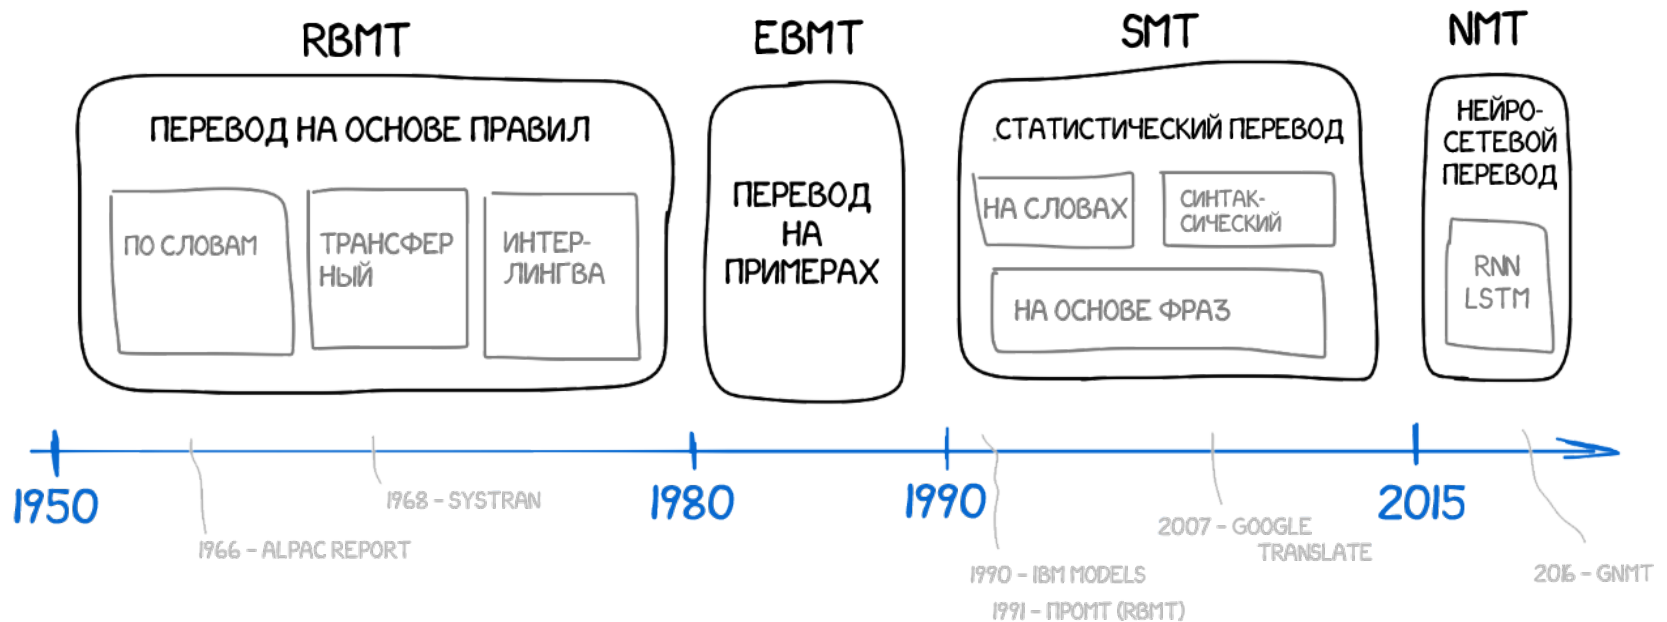 RBMT
ПЕРЕВОД НА ОСНОВЕ ПРАВИЛ
ПО СЛОВАМ
ТРАНСФЕР
НЫЙ
ИНТЕР-
ЛИНГВА
EBMT
ПЕРЕВОД
НА
ПРИМЕРАХ
SMT
СТАТИСТИЧЕСКИЙ ПЕРЕВОД
НА СЛОВАХ
СИНТАК-
СИЧЕСКИЙ
НА ОСНОВЕ ФРАЗ
NMT
НЕЙРО-
СЕТЕВОЙ
ПЕРЕВОД
RNN
LSTM
1950
1966 - ALPAC REPORT
1968 - SYSTRAN
1980
1990
1990 - IBM MODELS
1991 - ПРОМТ (RBMT)
2007 - GOOGLE
TRANSLATE
2015
2016 - GNMT